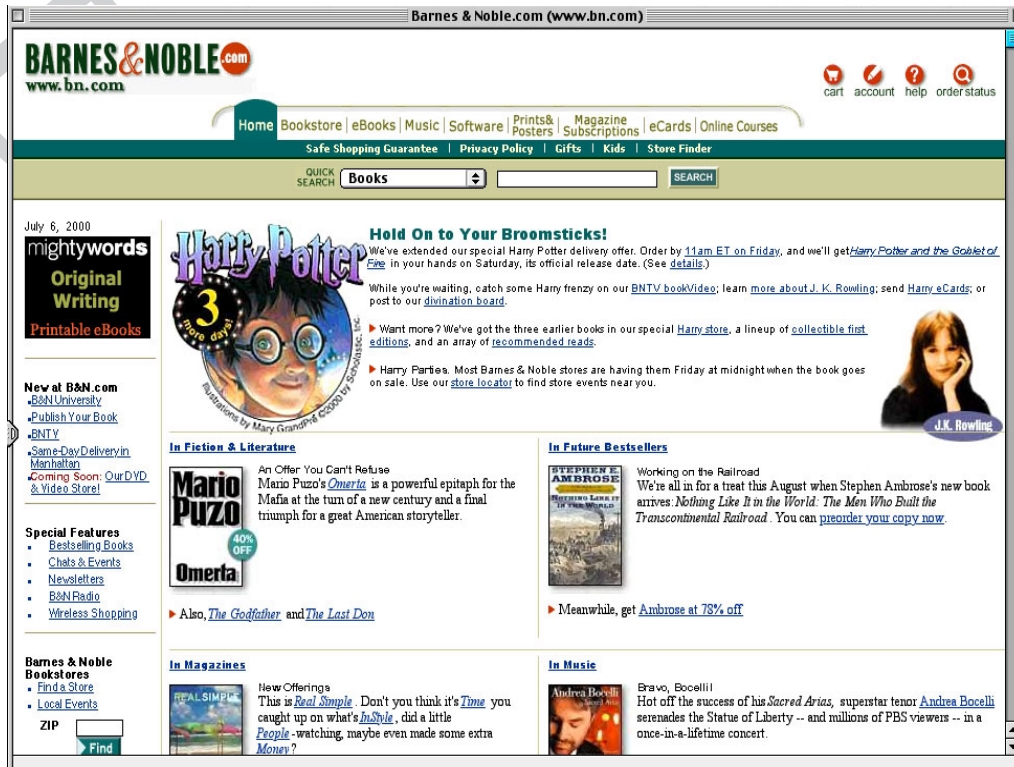 Barnes & Noble.com (www.bn.com)
BARNES&NOBLE.com
www.bn.com
cart account help order status
Home Bookstore | eBooks | Music | Software | Prints& Posters | Magazine Subscriptions | eCards | Online Courses
Safe Shopping Guarantee | Privacy Policy | Gifts | Kids | Store Finder
QUICK SEARCH Books SEARCH
July 6, 2000
mightywords
Original
Writing
Printable eBooks
New at B&N.com
B&N University
Publish Your Book
BNTV
Same-Day Delivery in
Manhattan
Coming Soon: Our DVD
& Video Store!
Special Features
Bestselling Books
Chats & Events
Newsletters
B&N Radio
Wireless Shopping
Barnes & Noble
Bookstores
Find a Store
Local Events
ZIP
Find
Harry Potter
3
more days!
Illustrations by Mary GrandPré ©2000 by Scholastic, Inc.
Hold On to Your Broomsticks!
We've extended our special Harry Potter delivery offer. Order by 11am ET on Friday, and we'll get Harry Potter and the Goblet of
Fire in your hands on Saturday, its official release date. (See details.)
While you're waiting, catch some Harry frenzy on our BNTV bookVideo; learn more about J. K. Rowling; send Harry eCards; or
post to our divination board.
Want more? We've got the three earlier books in our special Harry store, a lineup of collectible first
editions, and an array of recommended reads.
Harry Parties. Most Barnes & Noble stores are having them Friday at midnight when the book goes
on sale. Use our store locator to find store events near you.
J.K. Rowling
In Fiction & Literature
Mario
Puzo
40%
OFF
Omerta
An Offer You Can't Refuse
Mario Puzo's Omerta is a powerful epitaph for the
Mafia at the turn of a new century and a final
triumph for a great American storyteller.
Also, The Godfather and The Last Don
In Future Bestsellers
STEPHEN E.
AMBROSE
NOTHING LIKE IT
IN THE WORLD
Working on the Railroad
We're all in for a treat this August when Stephen Ambrose's new book
arrives: Nothing Like It in the World: The Men Who Built the
Transcontinental Railroad. You can preorder your copy now.
Meanwhile, get Ambrose at 78% off
In Magazines
REAL SIMPLE
New Offerings
This is Real Simple. Don't you think it's Time you
caught up on what's InStyle, did a little
People-watching, maybe even made some extra
Money?
In Music
Andrea Bocelli
Sacred Arias
Bravo, Bocelli!
Hot off the success of his Sacred Arias, superstar tenor Andrea Bocelli
serenades the Statue of Liberty -- and millions of PBS viewers -- in a
once-in-a-lifetime concert.